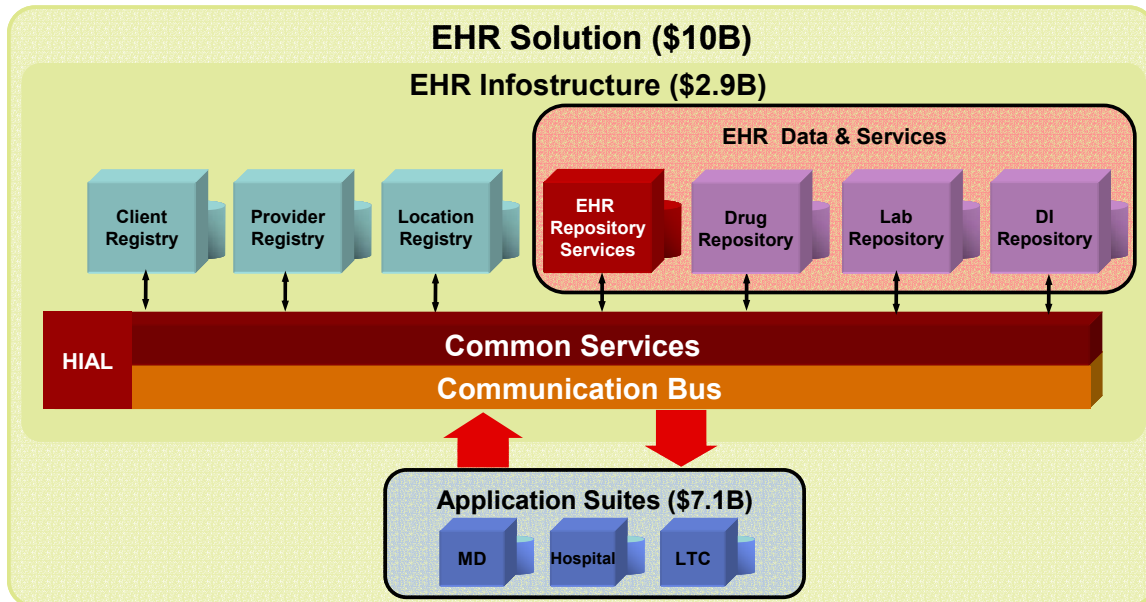 EHR Solution ($10B)
EHR Infostructure ($2.9B)
EHR Data & Services
Client
Registry
Provider
Registry
Location
Registry
EHR
Repository
Services
Drug
Repository
Lab
Repository
DI
Repository
HIAL
Common Services
Communication Bus
Application Suites ($7.1B)
MD
Hospital
LTC